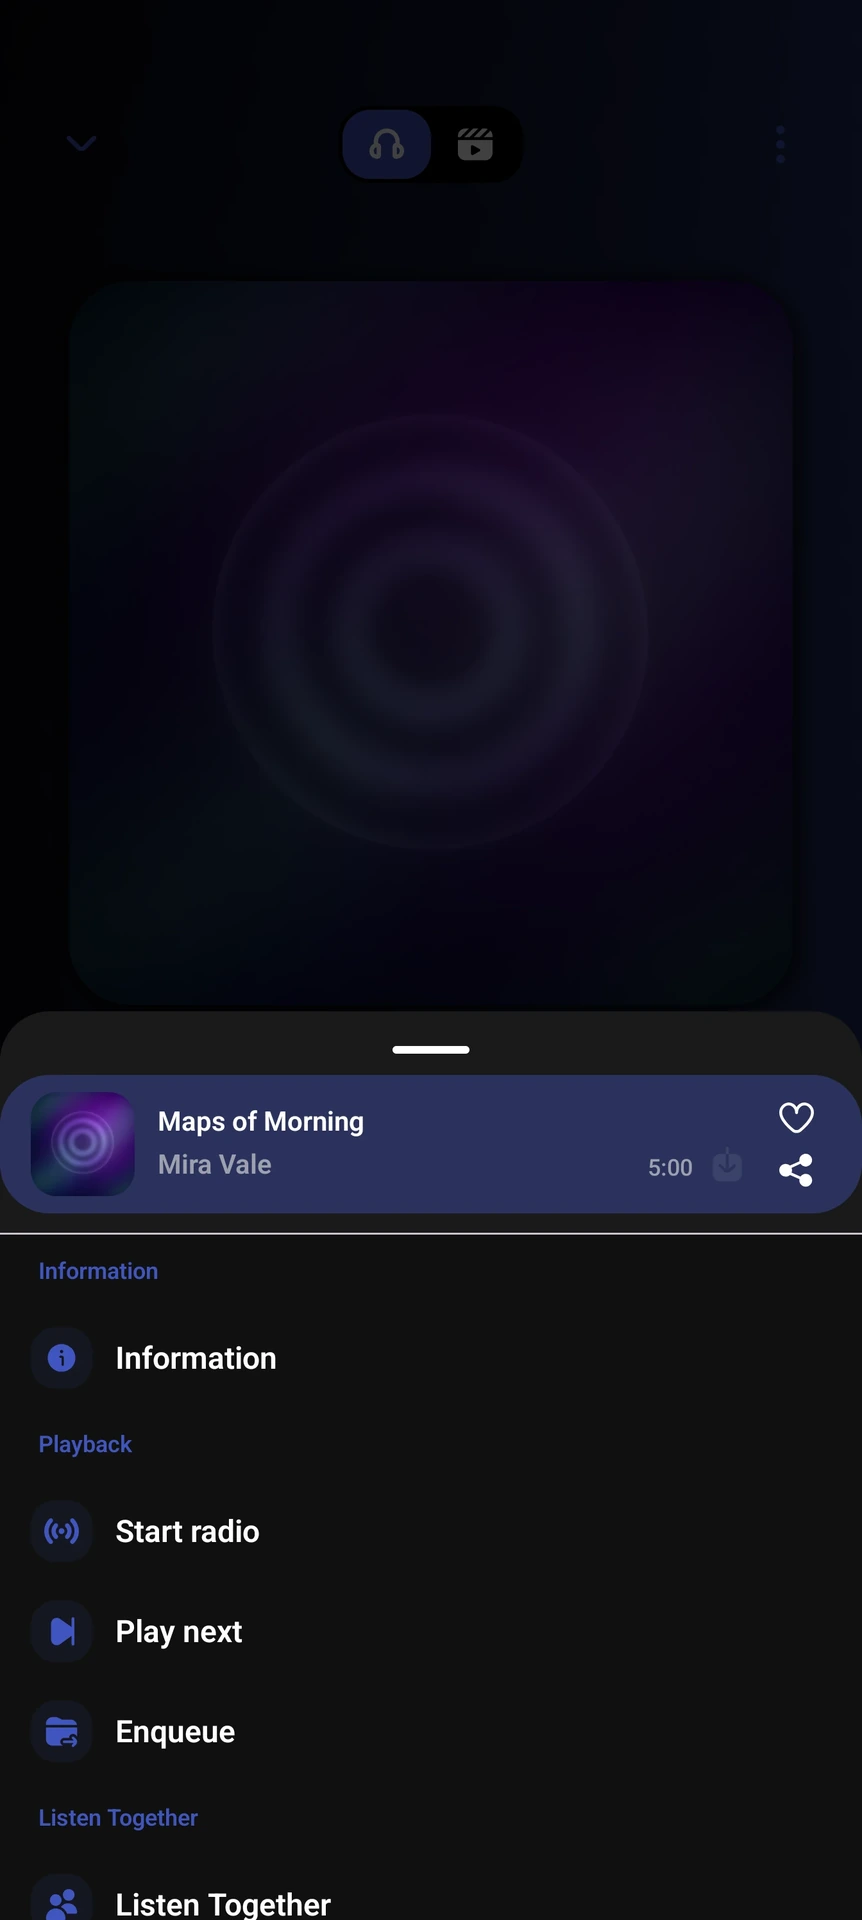 Maps of Morning
Mira Vale
5:00
Information
Information
Playback
Start radio
Play next
Enqueue
Listen Together
Listen Together